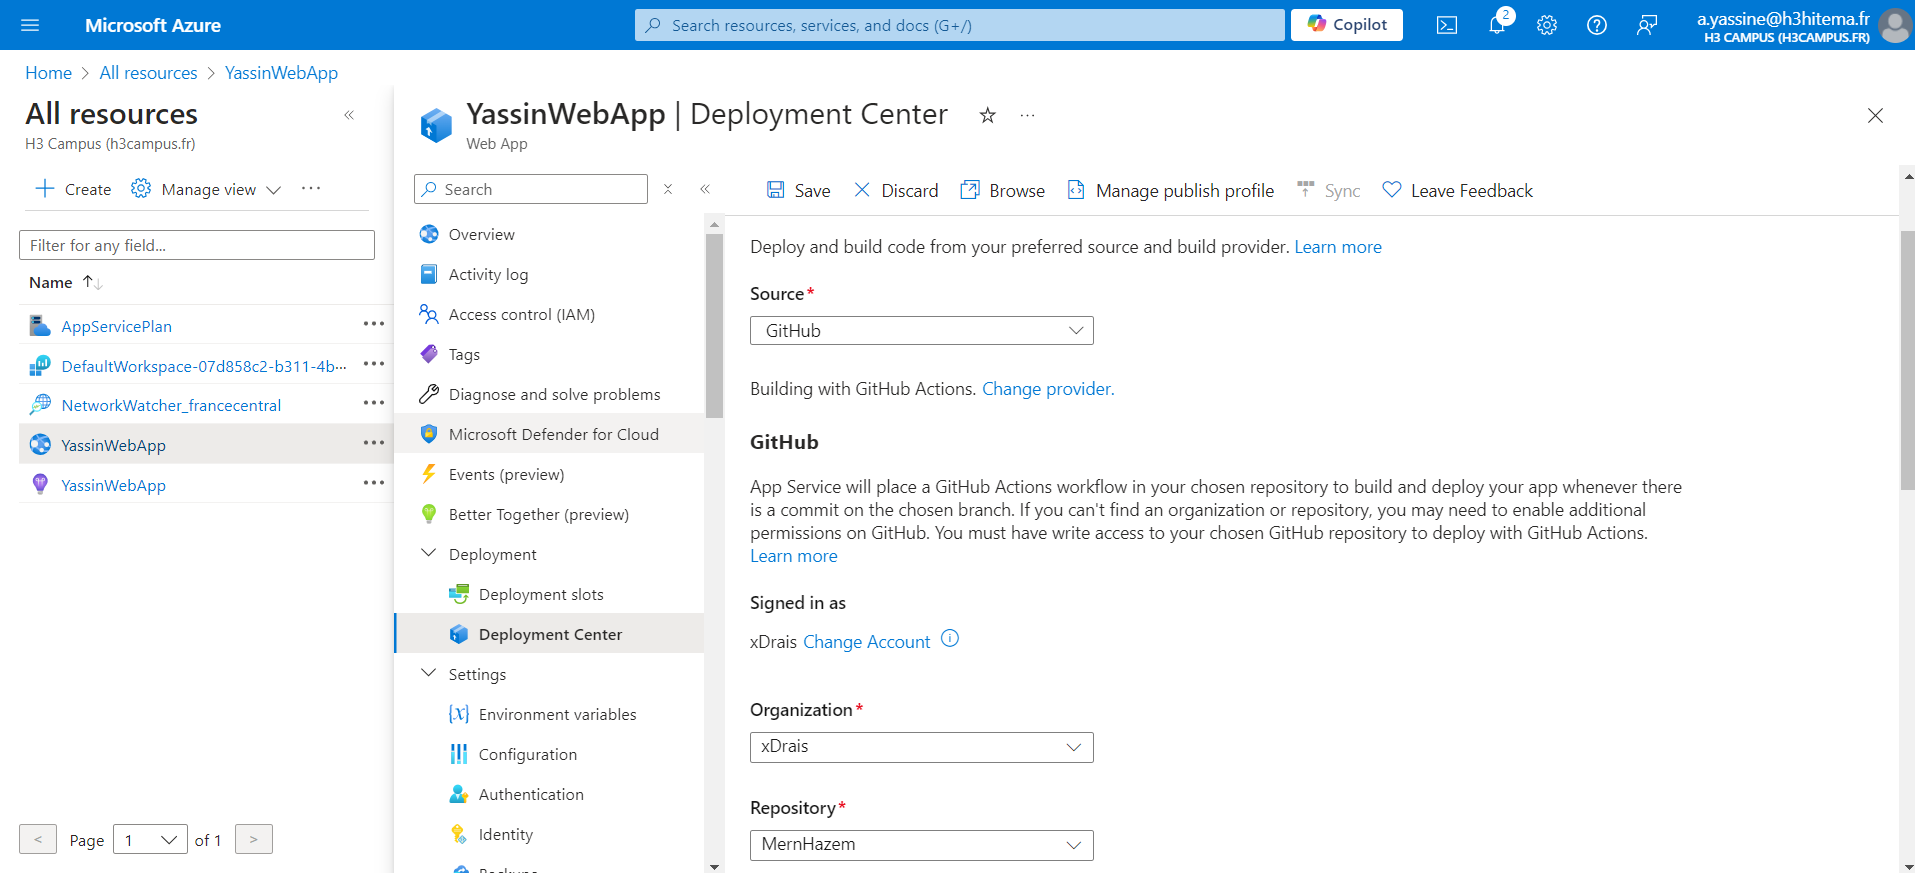 Microsoft Azure
Search resources, services, and docs (G+/)
Copilot
2
a.yassine@h3hitema.fr
H3 CAMPUS (H3CAMPUS.FR)
Home > All resources > YassinWebApp
All resources
H3 Campus (h3campus.fr)
Create
Manage view
Filter for any field...
Name
AppServicePlan
DefaultWorkspace-07d858c2-b311-4b...
NetworkWatcher_francecentral
YassinWebApp
YassinWebApp
< Page 1 of 1 >
YassinWebApp | Deployment Center
Web App
Search
Overview
Activity log
Access control (IAM)
Tags
Diagnose and solve problems
Microsoft Defender for Cloud
Events (preview)
Better Together (preview)
Deployment
Deployment slots
Deployment Center
Settings
Environment variables
Configuration
Authentication
Identity
Save
Discard
Browse
Manage publish profile
Sync
Leave Feedback
Deploy and build code from your preferred source and build provider. Learn more
Source*
GitHub
Building with GitHub Actions. Change provider.
GitHub
App Service will place a GitHub Actions workflow in your chosen repository to build and deploy your app whenever there
is a commit on the chosen branch. If you can't find an organization or repository, you may need to enable additional
permissions on GitHub. You must have write access to your chosen GitHub repository to deploy with GitHub Actions.
Learn more
Signed in as
xDrais Change Account
Organization*
xDrais
Repository*
MernHazem